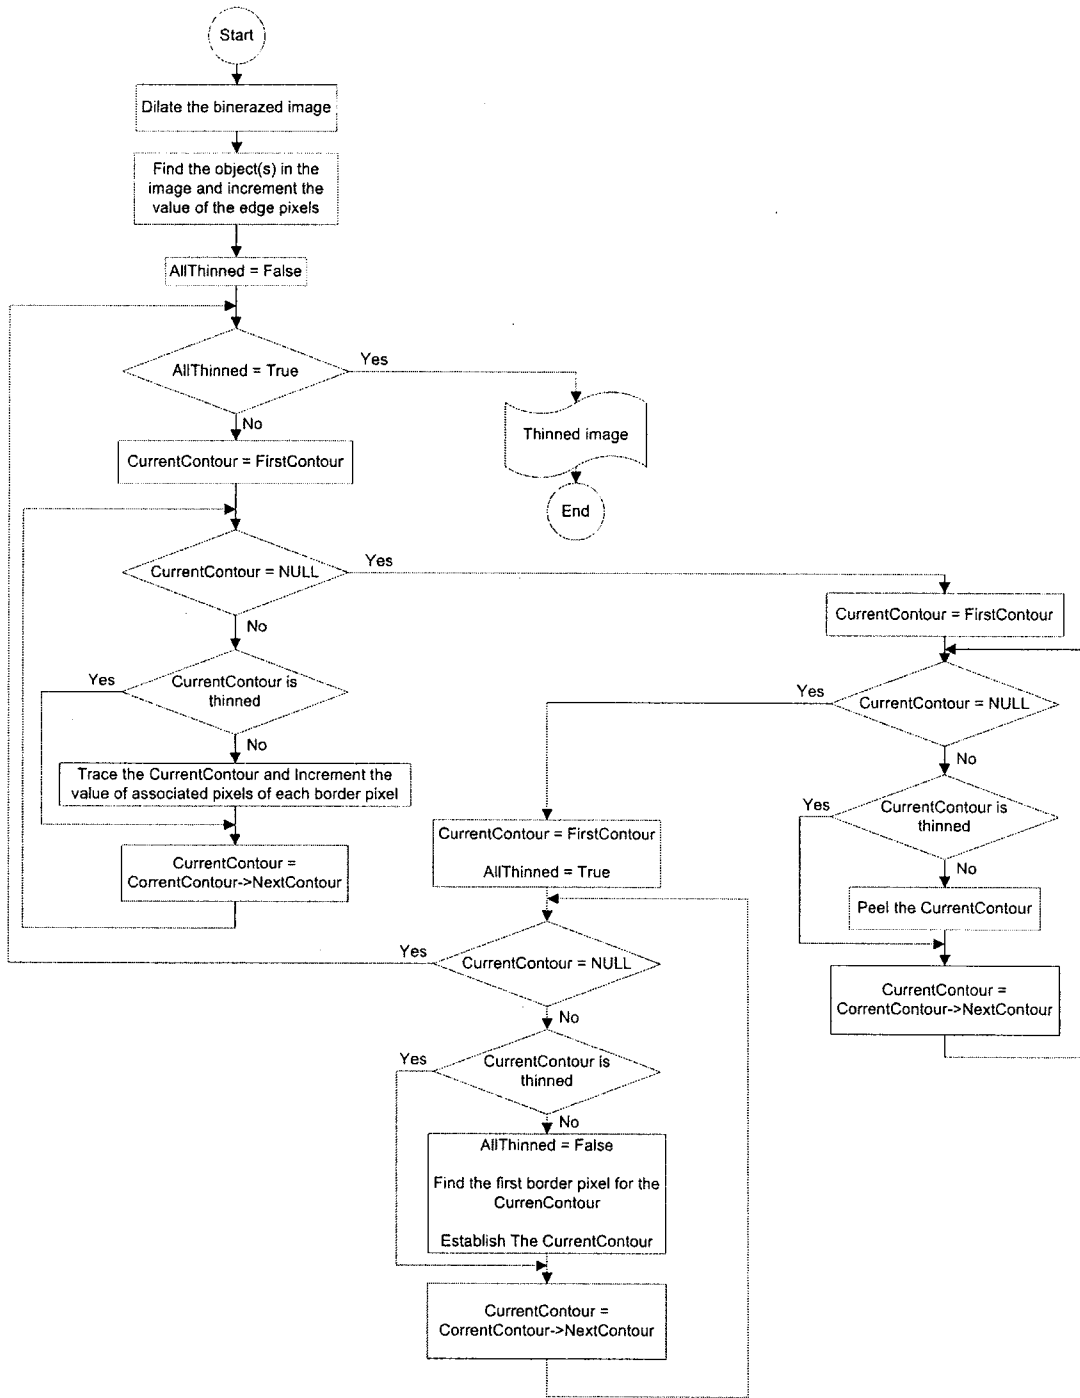 Start
Dilate the binerazed image
Find the object(s) in the
image and increment the
value of the edge pixels
AllThinned = False
AllThinned = True
Yes
No
Thinned image
End
CurrentContour = FirstContour
CurrentContour = NULL
Yes
No
CurrentContour is
thinned
Yes
No
Trace the CurrentContour and Increment the
value of associated pixels of each border pixel
CurrentContour =
CorrentContour->NextContour
CurrentContour = FirstContour
CurrentContour = NULL
Yes
No
CurrentContour is
thinned
Yes
No
Peel the CurrentContour
CurrentContour =
CorrentContour->NextContour
CurrentContour = FirstContour
AllThinned = True
CurrentContour = NULL
Yes
No
CurrentContour is
thinned
Yes
No
AllThinned = False
Find the first border pixel for the
CurrenContour
Establish The CurrentContour
CurrentContour =
CorrentContour->NextContour